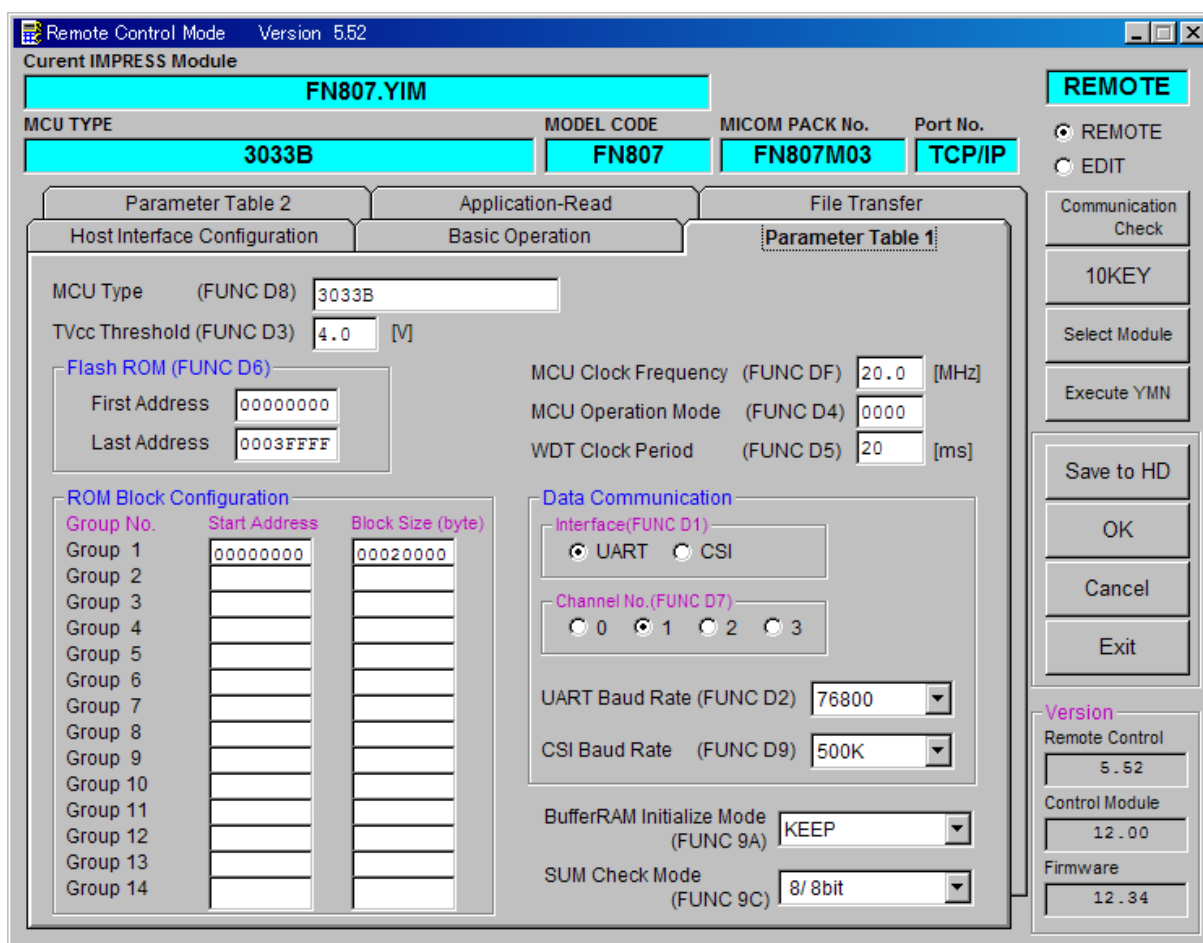 Remote Control Mode Version 5.52
Curent IMPRESS Module
FN807.YIM
REMOTE
MCU TYPE MODEL CODE MICOM PACK No. Port No.
3033B FN807 FN807M03 TCP/IP
REMOTE
EDIT
Parameter Table 2 Application-Read File Transfer
Host Interface Configuration Basic Operation Parameter Table 1
Communication
Check
10KEY
Select Module
Execute YMN
Save to HD
OK
Cancel
Exit
MCU Type (FUNC D8) 3033B
TVcc Threshold (FUNC D3) 4.0 [V]
Flash ROM (FUNC D6)
First Address 00000000
Last Address 0003FFFF
MCU Clock Frequency (FUNC DF) 20.0 [MHz]
MCU Operation Mode (FUNC D4) 0000
WDT Clock Period (FUNC D5) 20 [ms]
ROM Block Configuration
Group No. Start Address Block Size (byte)
Group 1 00000000 00020000
Group 2
Group 3
Group 4
Group 5
Group 6
Group 7
Group 8
Group 9
Group 10
Group 11
Group 12
Group 13
Group 14
Data Communication
Interface(FUNC D1)
UART CSI
Channel No.(FUNC D7)
0 1 2 3
UART Baud Rate (FUNC D2) 76800
CSI Baud Rate (FUNC D9) 500K
BufferRAM Initialize Mode
(FUNC 9A) KEEP
SUM Check Mode
(FUNC 9C) 8/ 8bit
Version
Remote Control
5.52
Control Module
12.00
Firmware
12.34